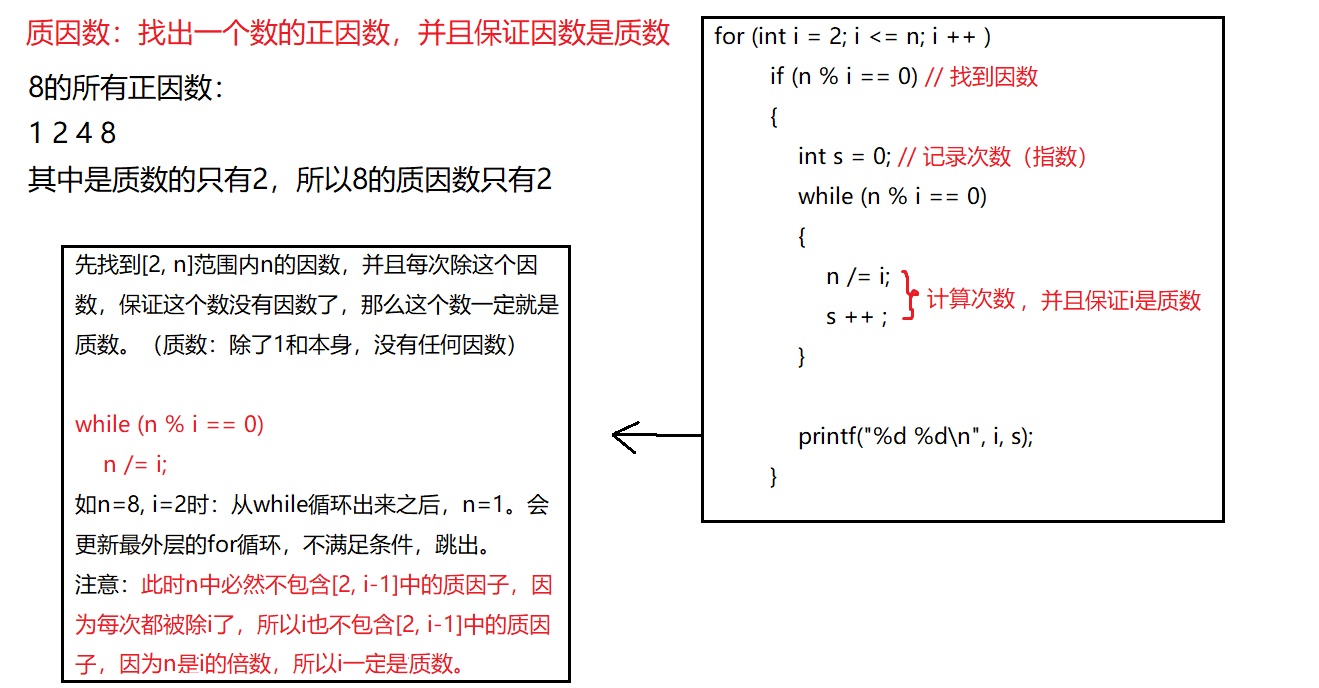 质因数：找出一个数的正因数，并且保证因数是质数
8的所有正因数：
1 2 4 8
其中是质数的只有2，所以8的质因数只有2
先找到[2, n]范围内n的因数，并且每次除这个因
数，保证这个数没有因数了，那么这个数一定就是
质数。（质数：除了1和本身，没有任何因数）
while (n % i == 0)
n /= i;
如n=8, i=2时：从while循环出来之后，n=1。会
更新最外层的for循环，不满足条件，跳出。
注意：此时n中必然不包含[2, i-1]中的质因子，因
为每次都被除i了，所以i也不包含[2, i-1]中的质因
子，因为n是i的倍数，所以i一定是质数。
for (int i = 2; i <= n; i ++ )
if (n % i == 0) // 找到因数
{
int s = 0; // 记录次数（指数）
while (n % i == 0)
{
n /= i;
s ++ ;
计算次数，并且保证i是质数
}
printf("%d %d\n", i, s);
}